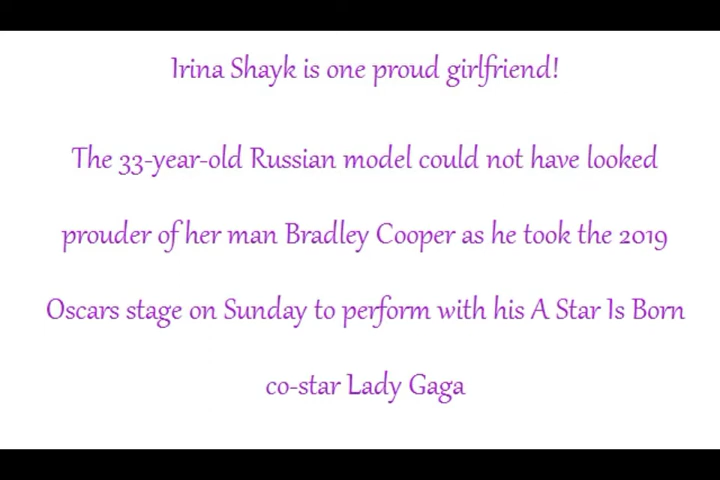 Irina Shayk is one proud girlfriend!
The 33-year-old Russian model could not have looked
prouder of her man Bradley Cooper as he took the 2019
Oscars stage on Sunday to perform with his A Star Is Born
co-star Lady Gaga